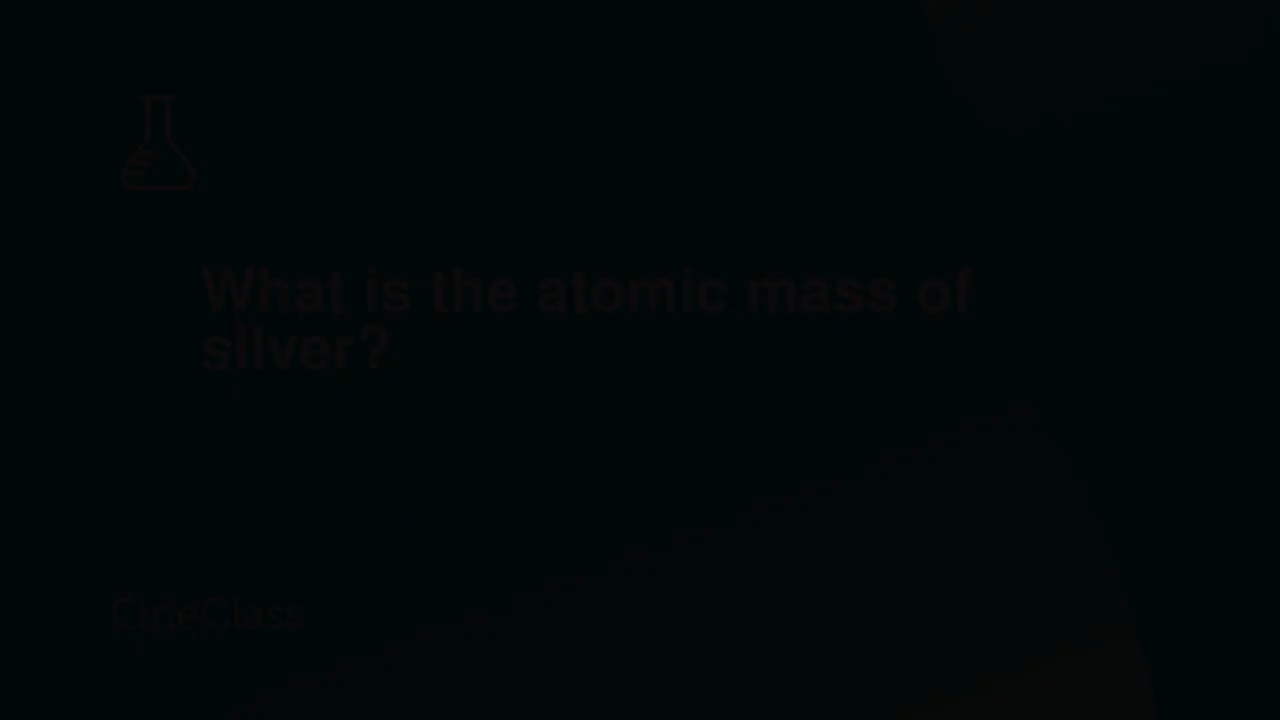 What is the atomic mass of
silver?
OneClass